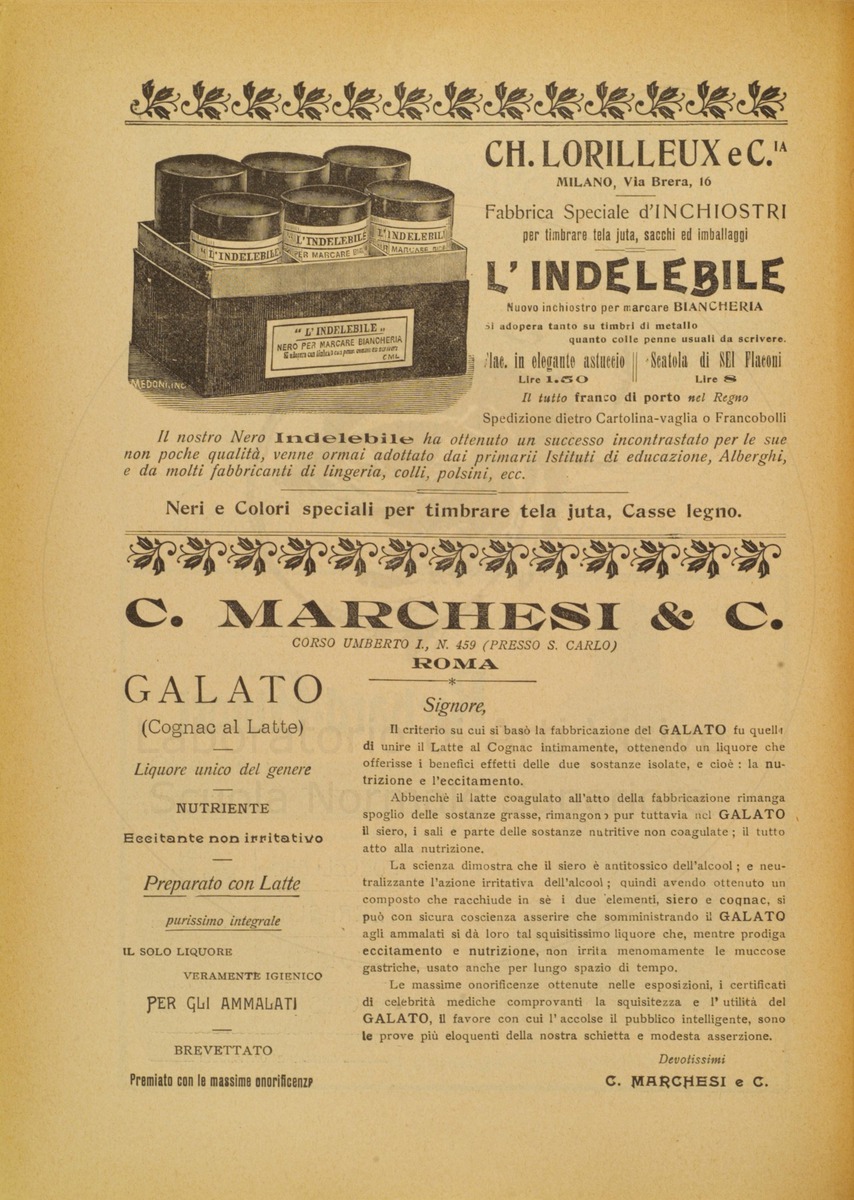 CH. LORILLEUX e C.IA
MILANO, Via Brera, 16
Fabbrica Speciale d'INCHIOSTRI
per timbrare tela juta, sacchi ed imballaggi
L'INDELEBILE
Nuovo inchiostro per marcare BIANCHERIA
si adopera tanto su timbri di metallo
quanto colle penne usuali da scrivere.
Flac. in elegante astuccio || Scatola di SEI Flaconi
Lire 1.50 Lire 8
Il tutto franco di porto nel Regno
Spedizione dietro Cartolina-vaglia o Francobolli
"L'INDEBILE
"L'INDELEBILE
PER MARCARE
L'INDELEBIL
PER MARCARE
"L'INDELEBILE„
NERO PER MARCARE BIANCHERIA
CML
MEDONI, INC.
Il nostro Nero Indelebile ha ottenuto un successo incontrastato per le sue
non poche qualità, venne ormai adottato dai primarii Istituti di educazione, Alberghi,
e da molti fabbricanti di lingeria, colli, polsini, ecc.
Neri e Colori speciali per timbrare tela juta, Casse legno.
C. MARCHESI & C.
CORSO UMBERTO I., N. 459 (PRESSO S. CARLO)
ROMA
GALATO
(Cognac al Latte)
Liquore unico del genere
NUTRIENTE
Eccitante non irritativo
Preparato con Latte
purissimo integrale
IL SOLO LIQUORE
VERAMENTE IGIENICO
PER GLI AMMALATI
BREVETTATO
Premiato con le massime onorificenze
*
Signore,
Il criterio su cui si basò la fabbricazione del GALATO fu quello
di unire il Latte al Cognac intimamente, ottenendo un liquore che
offerisse i benefici effetti delle due sostanze isolate, e cioè : la nu-
trizione e l'eccitamento.
Abbenchè il latte coagulato all'atto della fabbricazione rimanga
spoglio delle sostanze grasse, rimangono pur tuttavia nel GALATO
il siero, i sali e parte delle sostanze nutritive non coagulate ; il tutto
atto alla nutrizione.
La scienza dimostra che il siero è antitossico dell'alcool ; e neu-
tralizzante l'azione irritativa dell'alcool ; quindi avendo ottenuto un
composto che racchiude in sè i due elementi, siero e cognac, si
può con sicura coscienza asserire che somministrando il GALATO
agli ammalati si dà loro tal squisitissimo liquore che, mentre prodiga
eccitamento e nutrizione, non irrita menomamente le muccose
gastriche, usato anche per lungo spazio di tempo.
Le massime onorificenze ottenute nelle esposizioni, i certificati
di celebrità mediche comprovanti la squisitezza e l'utilità del
GALATO, il favore con cui l'accolse il pubblico intelligente, sono
le prove più eloquenti della nostra schietta e modesta asserzione.
Devotissimi
C. MARCHESI e C.